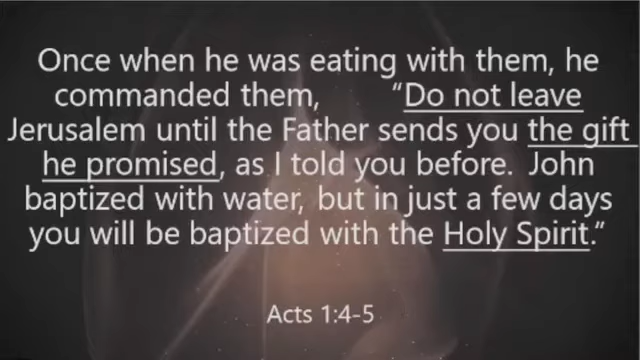 Once when he was eating with them, he
commanded them, "Do not leave
Jerusalem until the Father sends you the gift
he promised, as I told you before. John
baptized with water, but in just a few days
you will be baptized with the Holy Spirit."
Acts 1:4-5